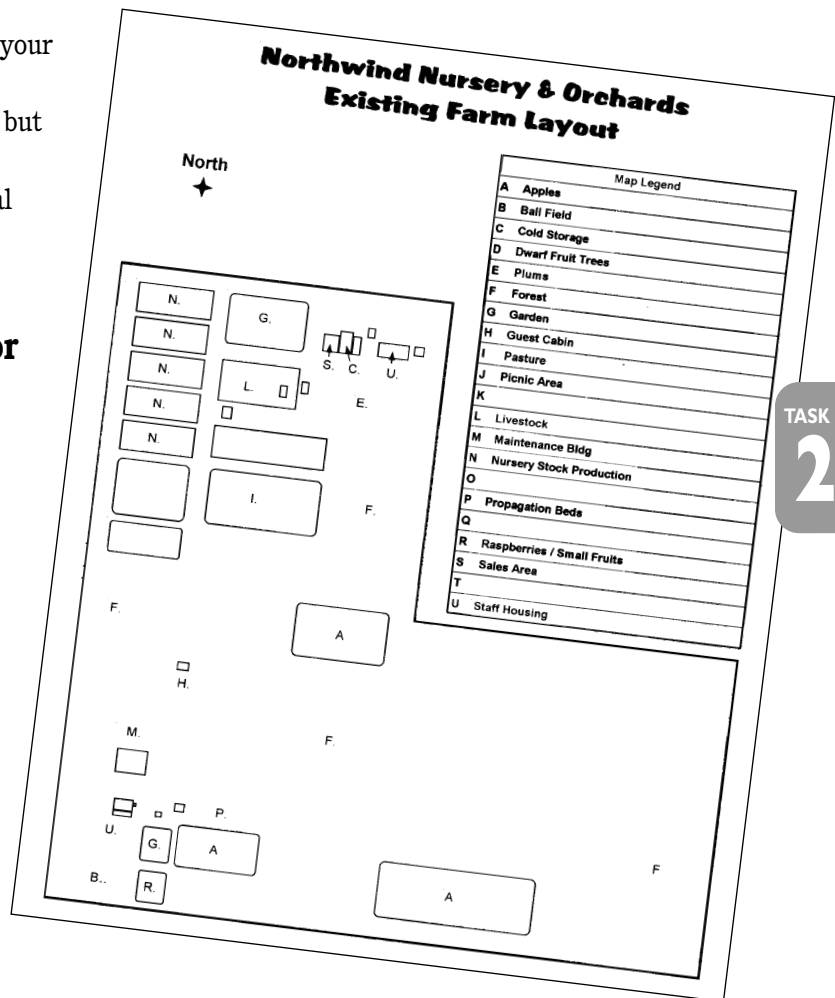 your
but
al
or
Northwind Nursery & Orchards
Existing Farm Layout
North
Map Legend
A Apples
B Ball Field
C Cold Storage
D Dwarf Fruit Trees
E Plums
F Forest
G Garden
H Guest Cabin
I Pasture
J Picnic Area
K
L Livestock
M Maintenance Bldg
N Nursery Stock Production
O
P Propagation Beds
Q
R Raspberries / Small Fruits
S Sales Area
T
U Staff Housing
TASK
2
N.
G.
N.
S. C. U.
N.
L.
E.
N.
N.
I.
F.
F.
A
H.
M.
F.
U.
P.
G.
A
F
B..
R.
A